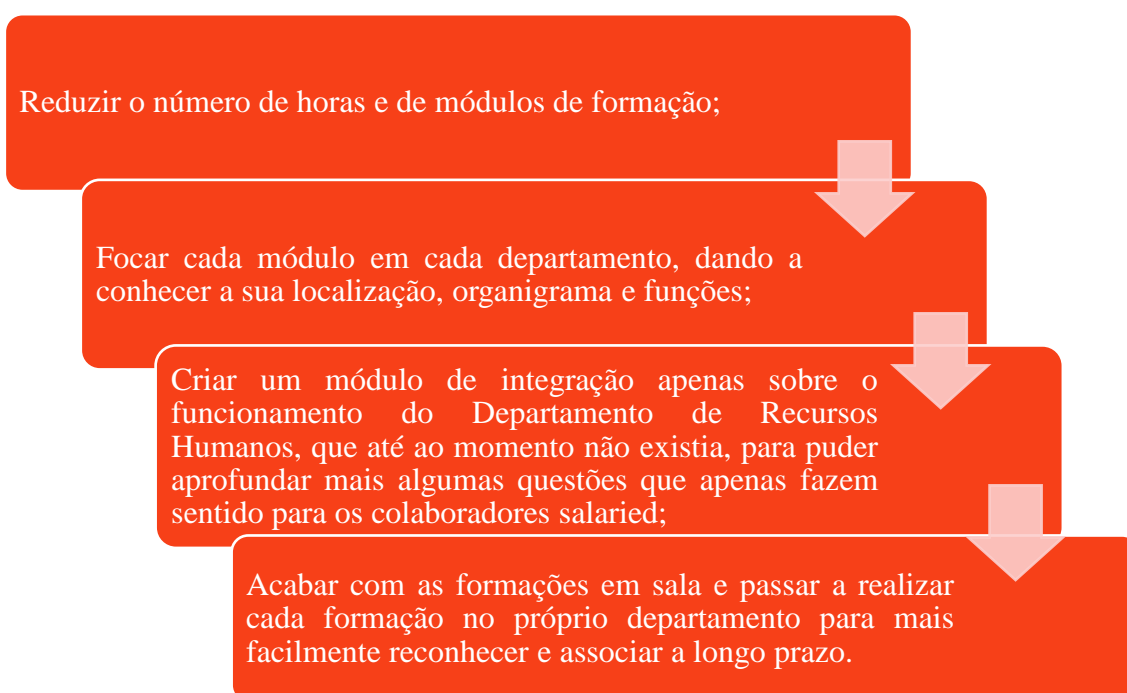 Reduzir o número de horas e de módulos de formação;
Focar cada módulo em cada departamento, dando a
conhecer a sua localização, organigrama e funções;
Criar um módulo de integração apenas sobre o
funcionamento do Departamento de Recursos
Humanos, que até ao momento não existia, para puder
aprofundar mais algumas questões que apenas fazem
sentido para os colaboradores salaried;
Acabar com as formações em sala e passar a realizar
cada formação no próprio departamento para mais
facilmente reconhecer e associar a longo prazo.